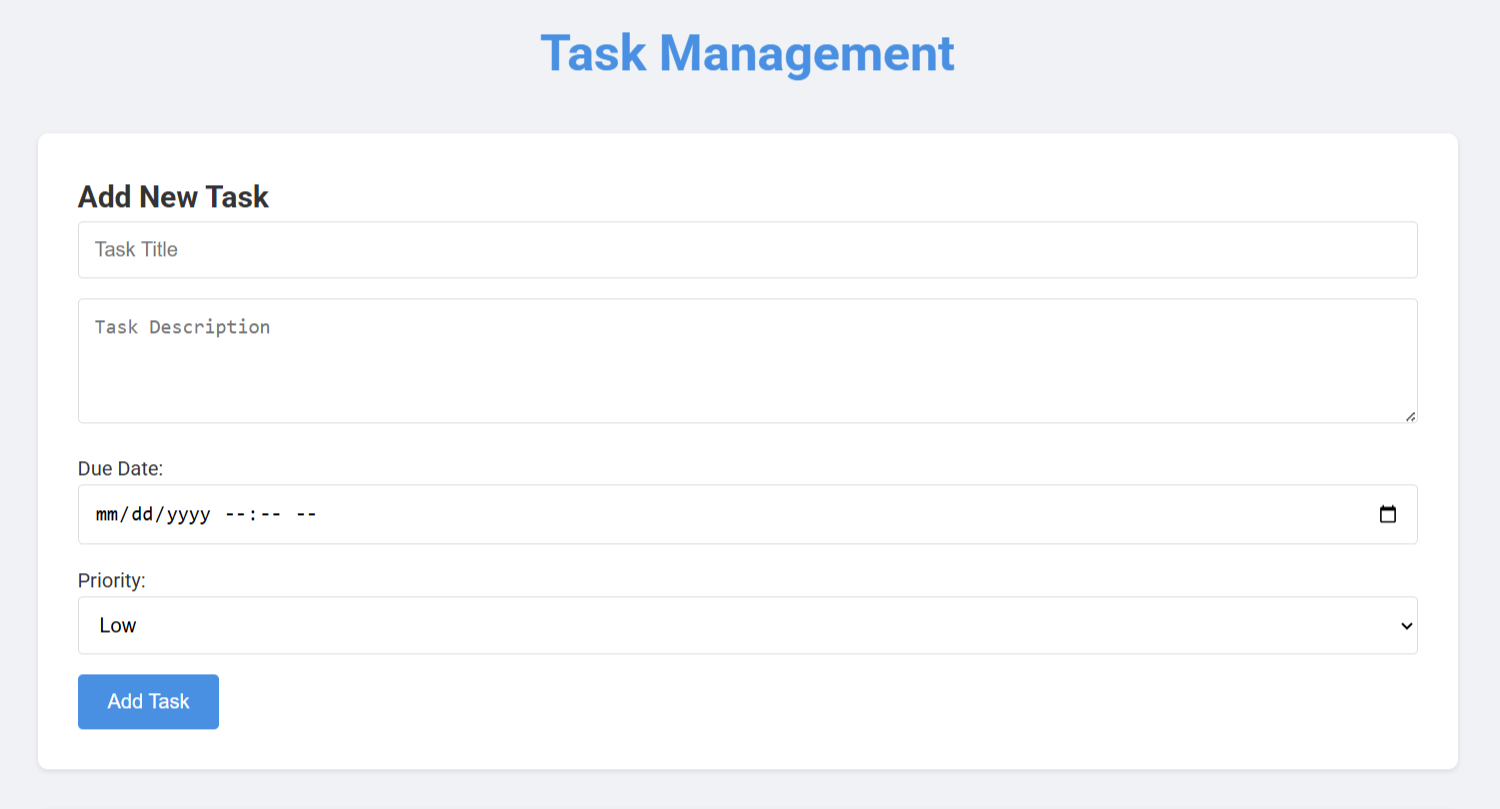 Task Management
Add New Task
Task Title
Task Description
Due Date:
mm/dd/yyyy --:-- --
Priority:
Low
Add Task